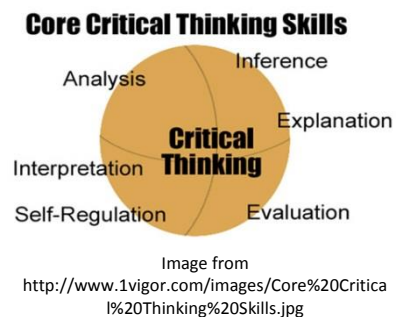 Core Critical Thinking Skills
Inference
Analysis
Explanation
Critical
Thinking
Interpretation
Self-Regulation
Evaluation
Image from
http://www.1vigor.com/images/Core%20Critica
l%20Thinking%20Skills.jpg